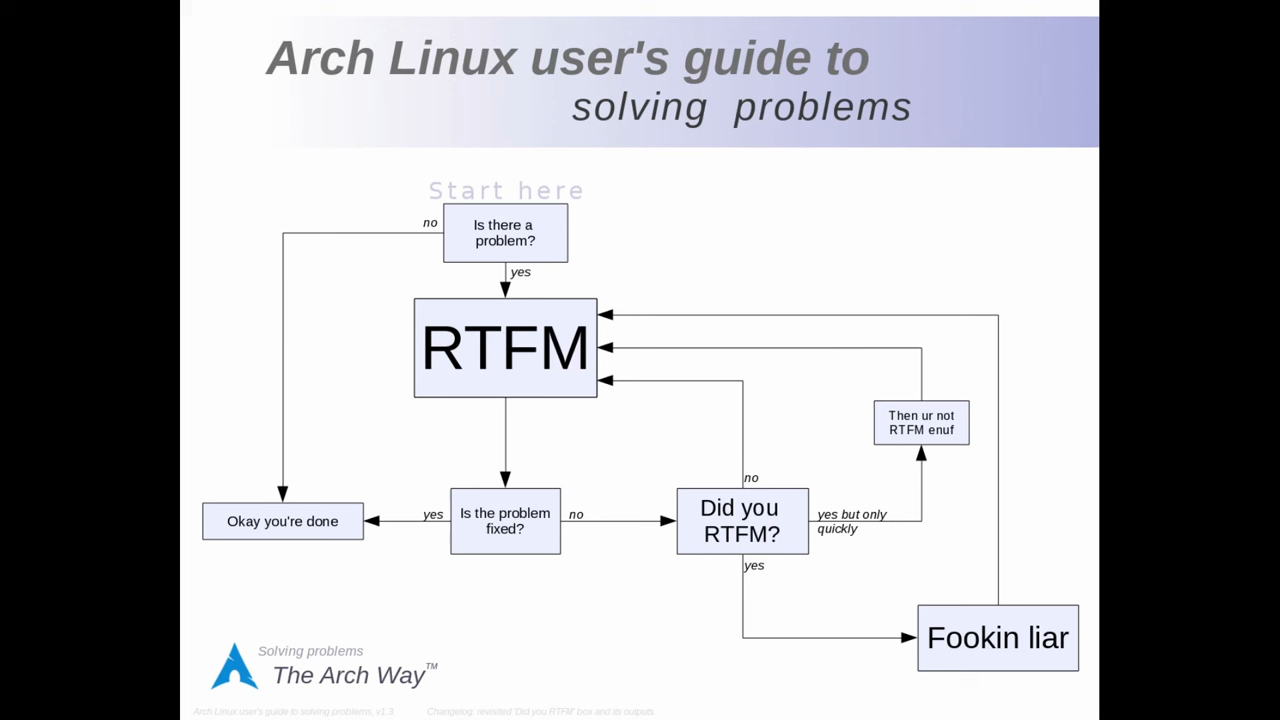 Arch Linux user's guide to
solving problems
Start here
no
Is there a
problem?
yes
RTFM
Then ur not
RTFM enuf
no
Okay you're done
yes
Is the problem
fixed?
no
Did you
RTFM?
yes but only
quickly
yes
Fookin liar
Solving problems
The Arch Way™
Arch Linux user's guide to solving problems, v1.3
Changelog: revisited 'Did you RTFM' box and its outputs.